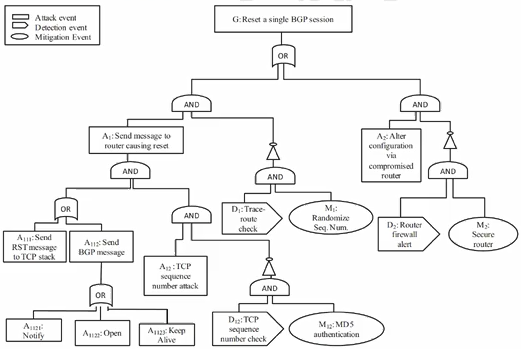 Attack event
Detection event
Mitigation Event
G: Reset a single BGP session
OR
AND
AND
A1: Send message to
router causing reset
A2: Alter
configuration
via
compromised
router
AND
AND
AND
OR
AND
D1: Trace-
route
check
M1:
Randomize
Seq. Num.
D2: Router
firewall
alert
M2:
Secure
router
A111: Send
RST message
to TCP stack
A112: Send
BGP message
A12: TCP
sequence
number attack
AND
OR
A1121:
Notify
A1122: Open
A1123: Keep
Alive
D12: TCP
sequence
number check
M12: MD5
authentication